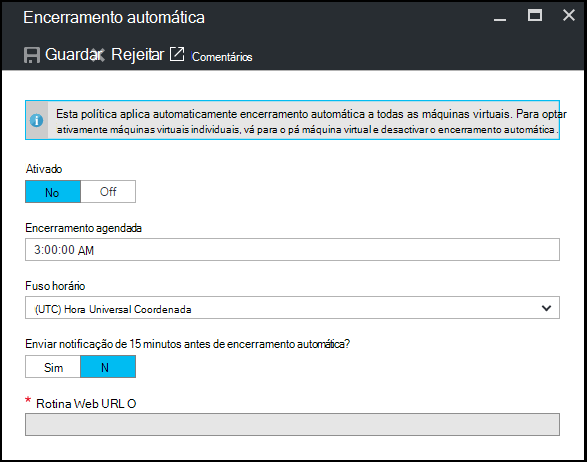 Encerramento automática
Guardar Rejeitar Comentários
Esta política aplica automaticamente encerramento automática a todas as máquinas virtuais. Para optar
ativamente máquinas virtuais individuais, vá para o pá máquina virtual e desactivar o encerramento automática .
Ativado
No Off
Encerramento agendada
3:00:00 AM
Fuso horário
(UTC) Hora Universal Coordenada
Enviar notificação de 15 minutos antes de encerramento automática?
Sim N
* Rotina Web URL O